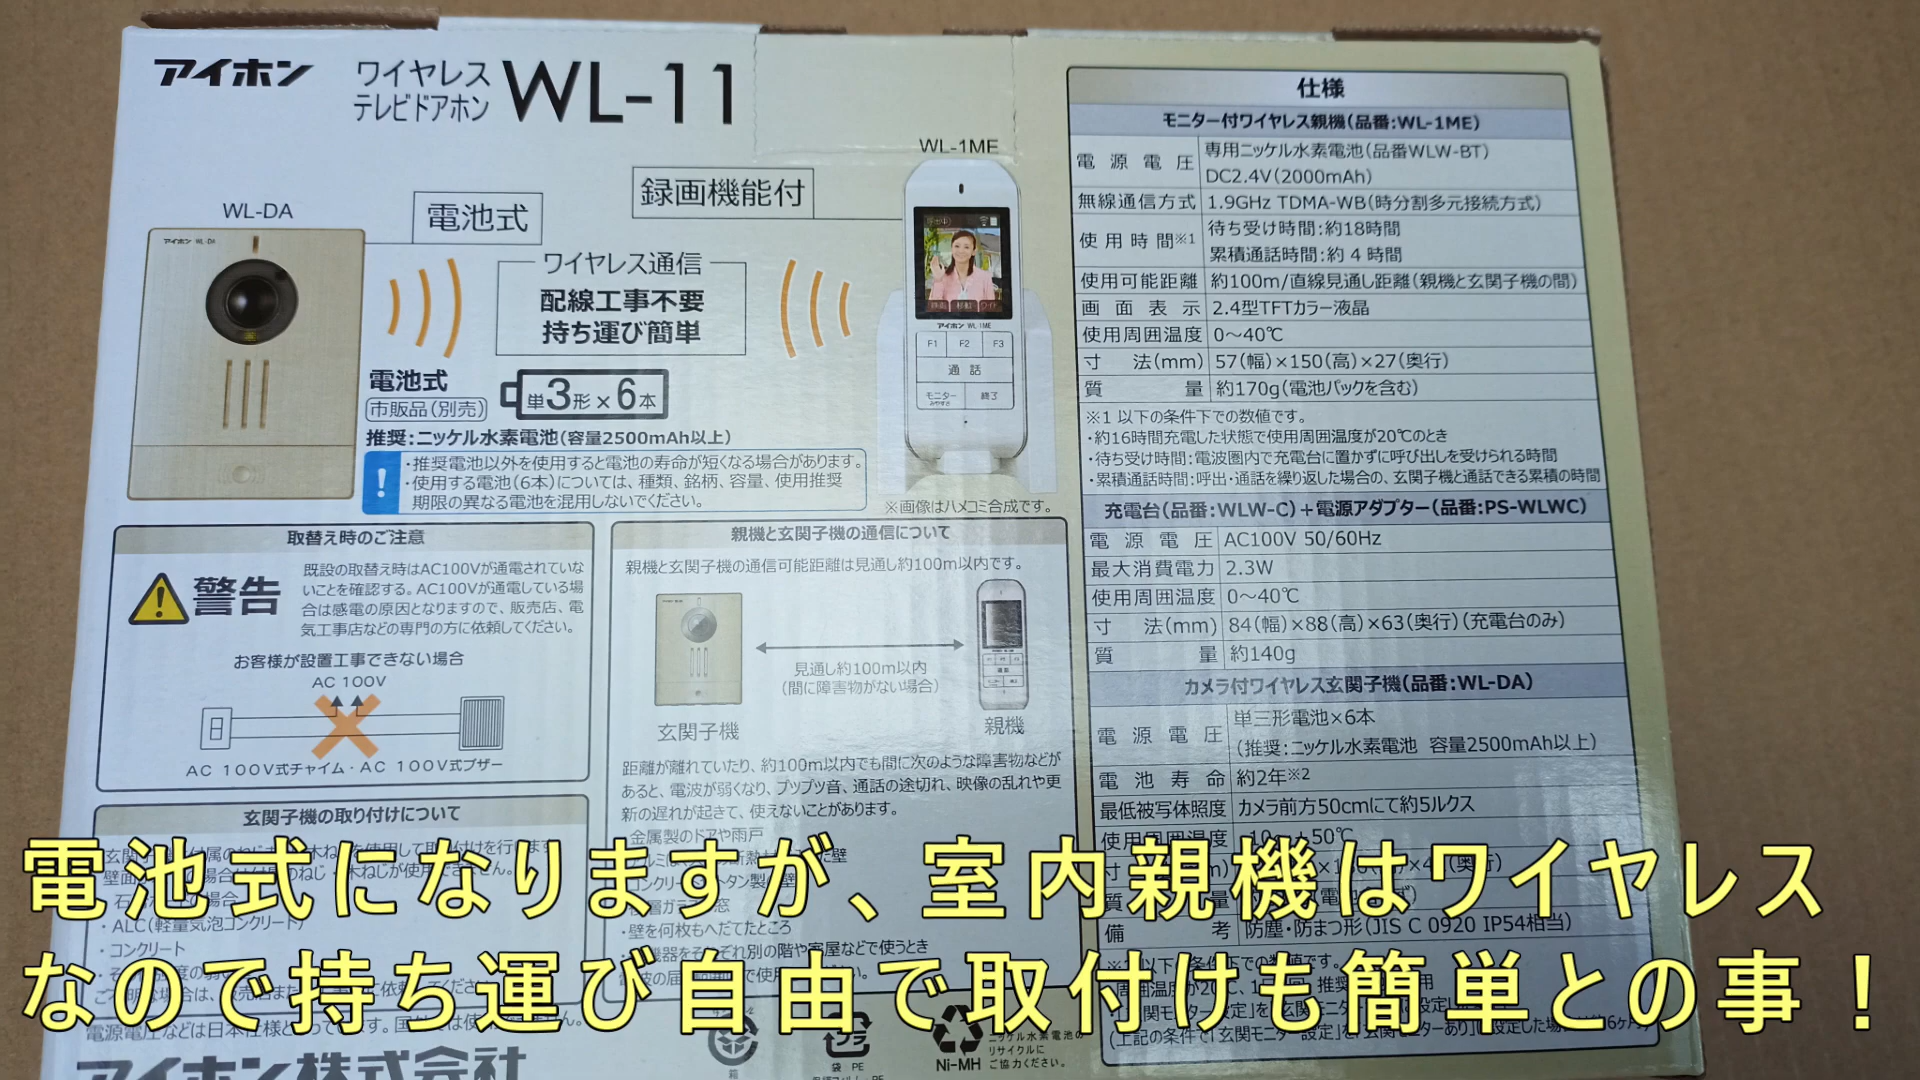 アイホン
ワイヤレス
テレビドアホン
WL-11
WL-1ME
録画機能付
WL-DA
電池式
アイホン WL-DA
ワイヤレス通信
配線工事不要
持ち運び簡単
アイホン WL-1ME
F1 F2 F3
通 話
モニター
終了
電池式
市販品(別売)
単3形×6本
推奨:ニッケル水素電池(容量2500mAh以上)
・推奨電池以外を使用すると電池の寿命が短くなる場合があります。
・使用する電池(6本)については、種類、銘柄、容量、使用推奨
期限の異なる電池を混用しないでください。
※画像はハメコミ合成です。
取替え時のご注意
警告
既設の取替え時はAC100Vが通電されていな
いことを確認する。AC100Vが通電している場
合は感電の原因となりますので、販売店、電
気工事店などの専門の方に依頼してください。
お客様が設置工事できない場合
AC 100V
AC 100V式チャイム・AC 100V式ブザー
玄関子機の取り付けについて
・ALC(軽量気泡コンクリート)
・コンクリート
アイホン株式会社
親機と玄関子機の通信について
親機と玄関子機の通信可能距離は見通し約100m以内です。
見通し約100m以内
(間に障害物がない場合)
玄関子機
親機
距離が離れていたり、約100m以内でも間に次のような障害物などが
あると、電波が弱くなり、プツプツ音、通話の途切れ、映像の乱れや更
新の遅れが起きて、使えないことがあります。
・金属製のドアや雨戸
・壁を何枚もへだてたところ
プラ
袋 PE
Ni-MH
ニッケル水素電池の
リサイクルに
ご協力ください。
仕様
モニター付ワイヤレス親機(品番:WL-1ME)
電源電圧 専用ニッケル水素電池(品番WLW-BT)
DC2.4V(2000mAh)
無線通信方式 1.9GHz TDMA-WB(時分割多元接続方式)
使用時間※1 待ち受け時間:約18時間
累積通話時間:約4時間
使用可能距離 約100m/直線見通し距離(親機と玄関子機の間)
画面表示 2.4型TFTカラー液晶
使用周囲温度 0～40℃
寸法(mm) 57(幅)×150(高)×27(奥行)
質量 約170g(電池パックを含む)
※1 以下の条件下での数値です。
・約16時間充電した状態で使用周囲温度が20℃のとき
・待ち受け時間:電波圏内で充電台に置かずに呼び出しを受けられる時間
・累積通話時間:呼出・通話を繰り返した場合の、玄関子機と通話できる累積の時間
充電台(品番:WLW-C)+電源アダプター(品番:PS-WLWC)
電源電圧 AC100V 50/60Hz
最大消費電力 2.3W
使用周囲温度 0～40℃
寸法(mm) 84(幅)×88(高)×63(奥行)(充電台のみ)
質量 約140g
カメラ付ワイヤレス玄関子機(品番:WL-DA)
電源電圧 単三形電池×6本
(推奨:ニッケル水素電池 容量2500mAh以上)
電池寿命 約2年※2
最低被写体照度 カメラ前方50cmにて約5ルクス
備考 防塵・防まつ形(JIS C 0920 IP54相当)
電池式になりますが、室内親機はワイヤレス
なので持ち運び自由で取付けも簡単との事！